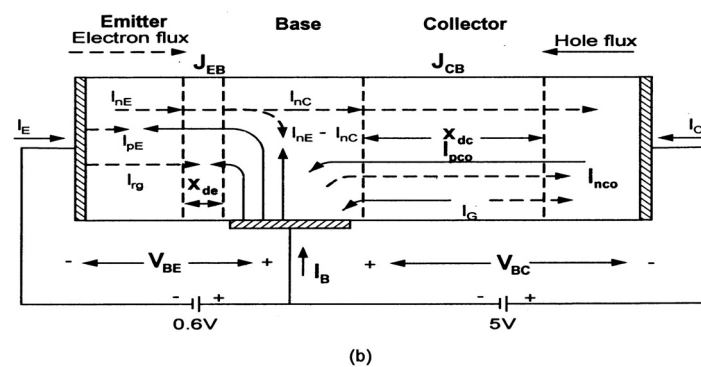 Emitter Base Collector
Electron flux Hole flux
J_EB J_CB
I_nE I_nC
I_E I_nE - I_nC x_dc I_C
I_pE I_pco
I_rg x_de I_nco
I_G
- V_BE + I_B + V_BC -
- + - +
0.6V 5V
(b)